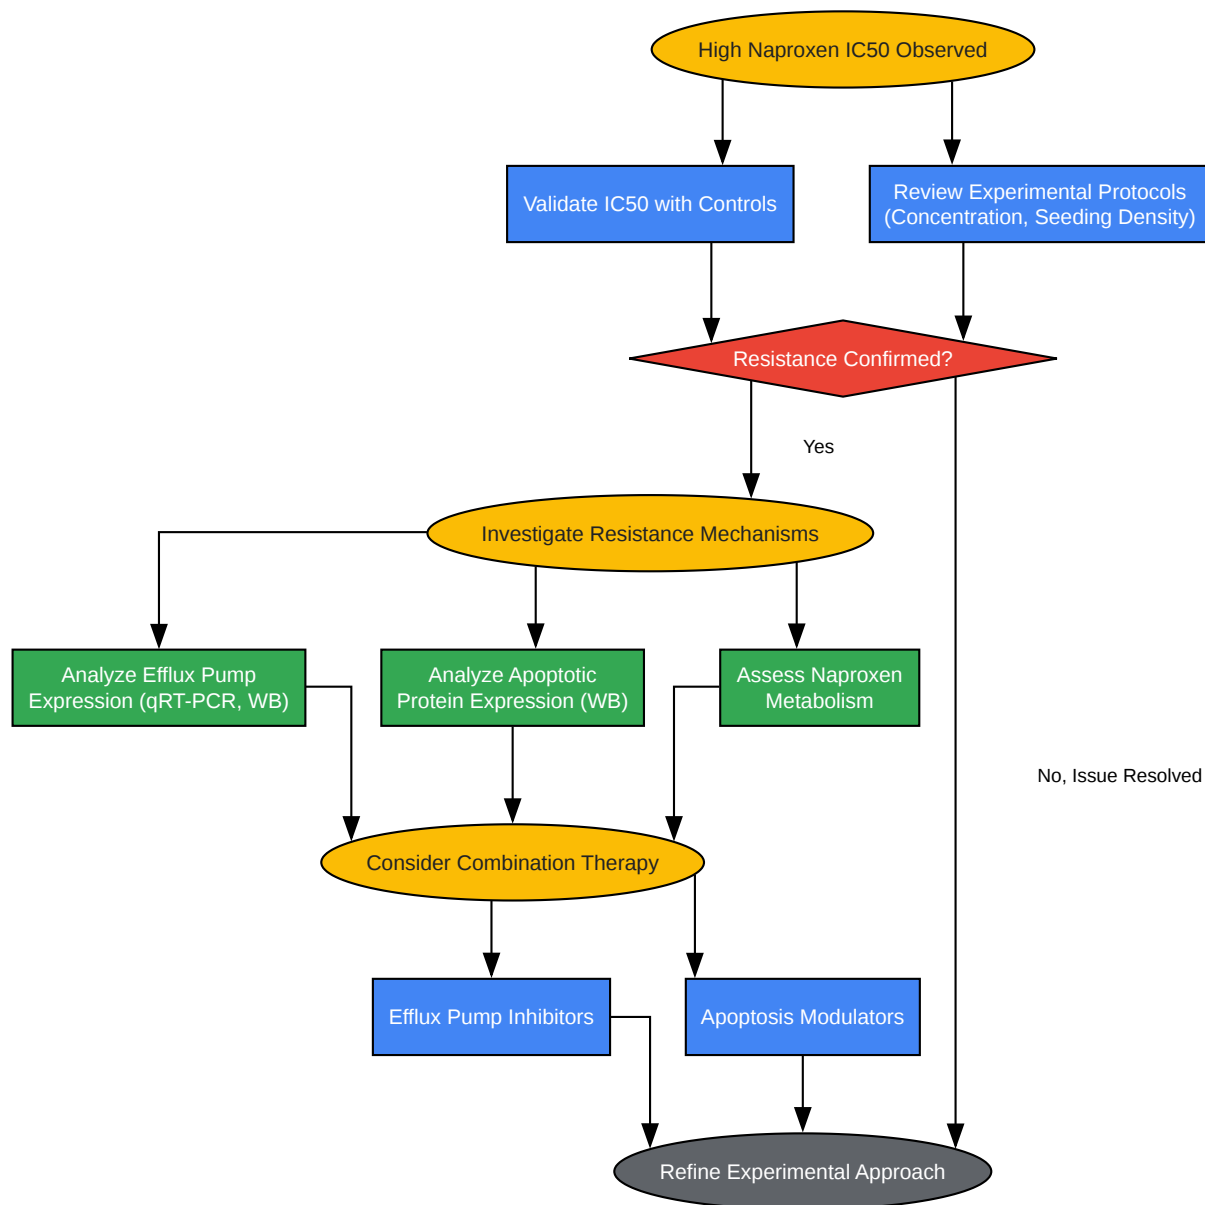 High Naproxen IC50 Observed
Validate IC50 with Controls
Review Experimental Protocols
(Concentration, Seeding Density)
Resistance Confirmed?
Yes
Investigate Resistance Mechanisms
Analyze Efflux Pump
Expression (qRT-PCR, WB)
Analyze Apoptotic
Protein Expression (WB)
Assess Naproxen
Metabolism
No, Issue Resolved
Consider Combination Therapy
Efflux Pump Inhibitors
Apoptosis Modulators
Refine Experimental Approach